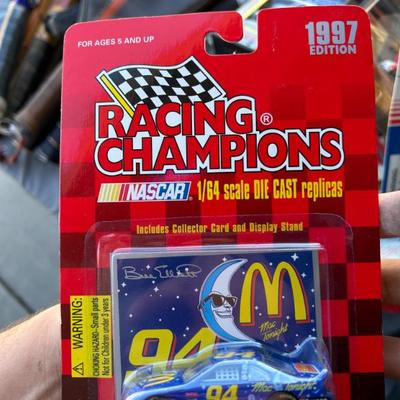 FOR AGES 5 AND UP
1997
EDITION
RACING®
CHAMPIONS
NASCAR 1/64 scale DIE CAST replicas
Includes Collector Card and Display Stand
Bill Elliott
M
Mac
Tonight
94
WARNING:
CHOKING HAZARD-Small parts
Not for Children under 3 years
94
Mac Tonight